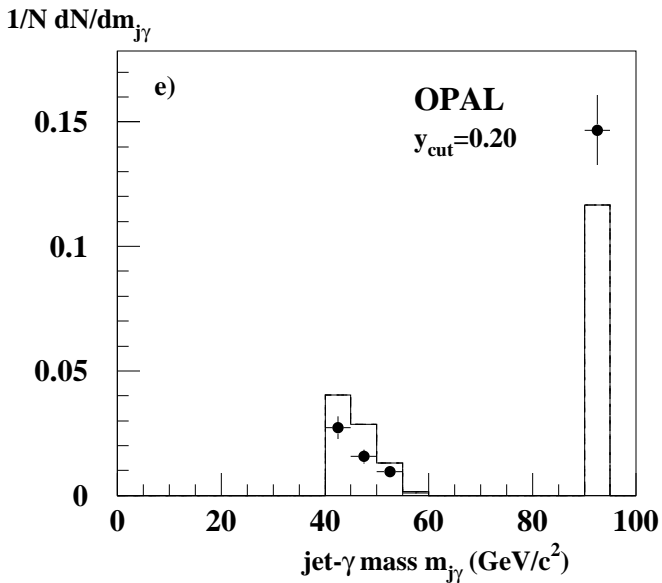 1/N dN/dm_jγ
e)
OPAL
y_cut=0.20
0.15
0.1
0.05
0
0 20 40 60 80 100
jet-γ mass m_jγ (GeV/c²)